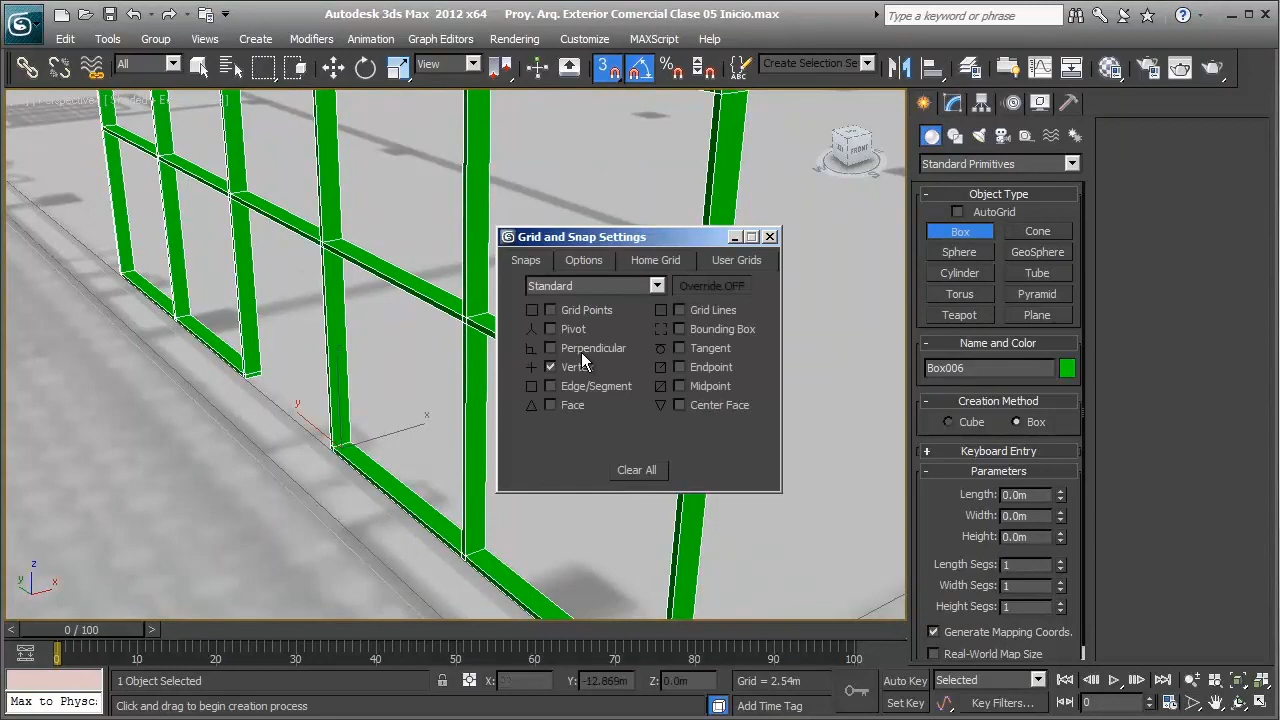 Autodesk 3ds Max 2012 x64 Proy. Arq. Exterior Comercial Clase 05 Inicio.max
Type a keyword or phrase
Edit Tools Group Views Create Modifiers Animation Graph Editors Rendering Customize MAXScript Help
All
View
3
Create Selection Se
Perspective
FRONT
Standard Primitives
Object Type
AutoGrid
Box Cone
Sphere GeoSphere
Cylinder Tube
Torus Pyramid
Teapot Plane
Name and Color
Box006
Creation Method
Cube Box
Keyboard Entry
Parameters
Length: 0.0m
Width: 0.0m
Height: 0.0m
Length Segs: 1
Width Segs: 1
Height Segs: 1
Generate Mapping Coords.
Real-World Map Size
Grid and Snap Settings
Snaps Options Home Grid User Grids
Standard Override OFF
Grid Points Grid Lines
Pivot Bounding Box
Perpendicular Tangent
Vertex Endpoint
Edge/Segment Midpoint
Face Center Face
Clear All
y x
z
y x
0 / 100
0 10 20 30 40 50 60 70 80 90 100
1 Object Selected X: Y: -12.869m Z: 0.0m Grid = 2.54m Auto Key Selected
Max to Physc: Click and drag to begin creation process Add Time Tag Set Key Key Filters... 0